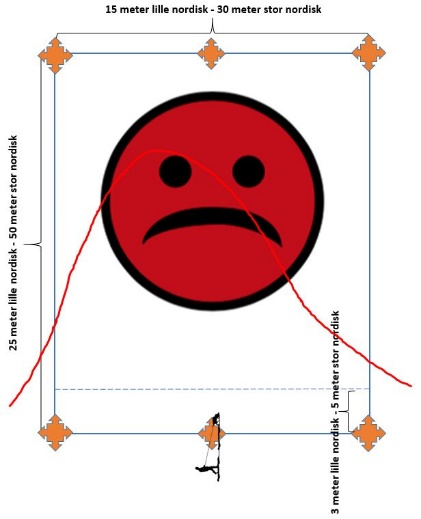 15 meter lille nordisk - 30 meter stor nordisk
25 meter lille nordisk - 50 meter stor nordisk
3 meter lille nordisk - 5 meter stor nordisk